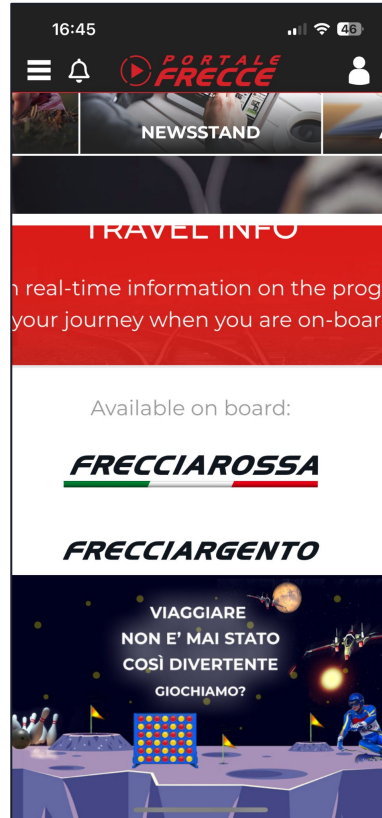 16:45
46
PORTALE
FRECCE
NEWSSTAND
TRAVEL INFO
n real-time information on the prog
your journey when you are on-boar
Available on board:
FRECCIAROSSA
FRECCIARGENTO
VIAGGIARE
NON E' MAI STATO
COSÌ DIVERTENTE
GIOCHIAMO?